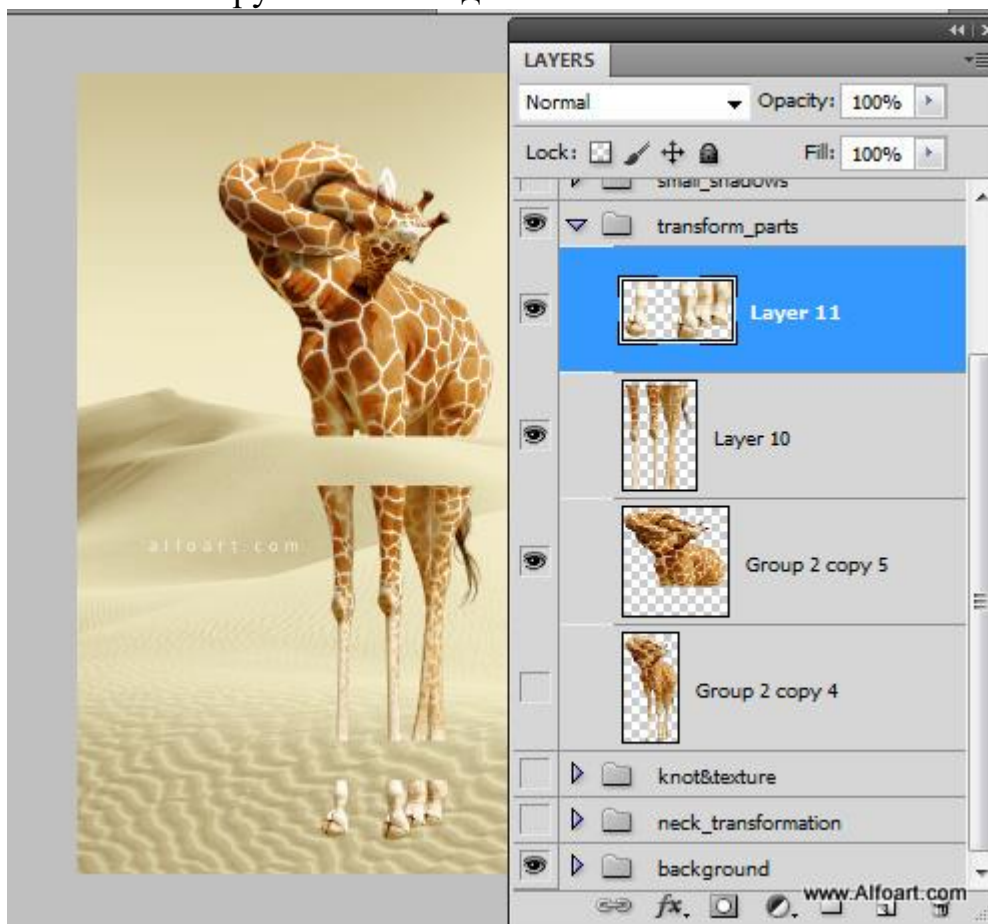 LAYERS
Normal Opacity: 100%
Lock: Fill: 100%
small_shadows
transform_parts
Layer 11
Layer 10
alfoart.com
Group 2 copy 5
Group 2 copy 4
knot&texture
neck_transformation
background
fx.
www.Alfoart.com